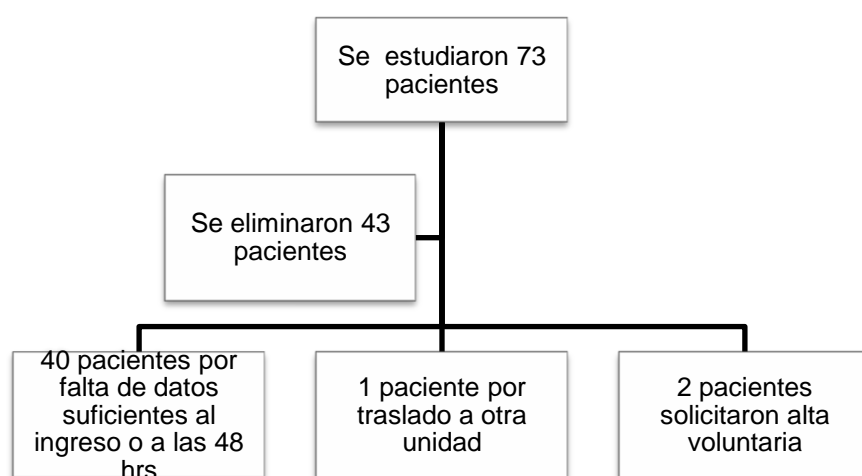 Se estudiaron 73
pacientes
Se eliminaron 43
pacientes
40 pacientes por
falta de datos
suficientes al
ingreso o a las 48
hrs
1 paciente por
traslado a otra
unidad
2 pacientes
solicitaron alta
voluntaria